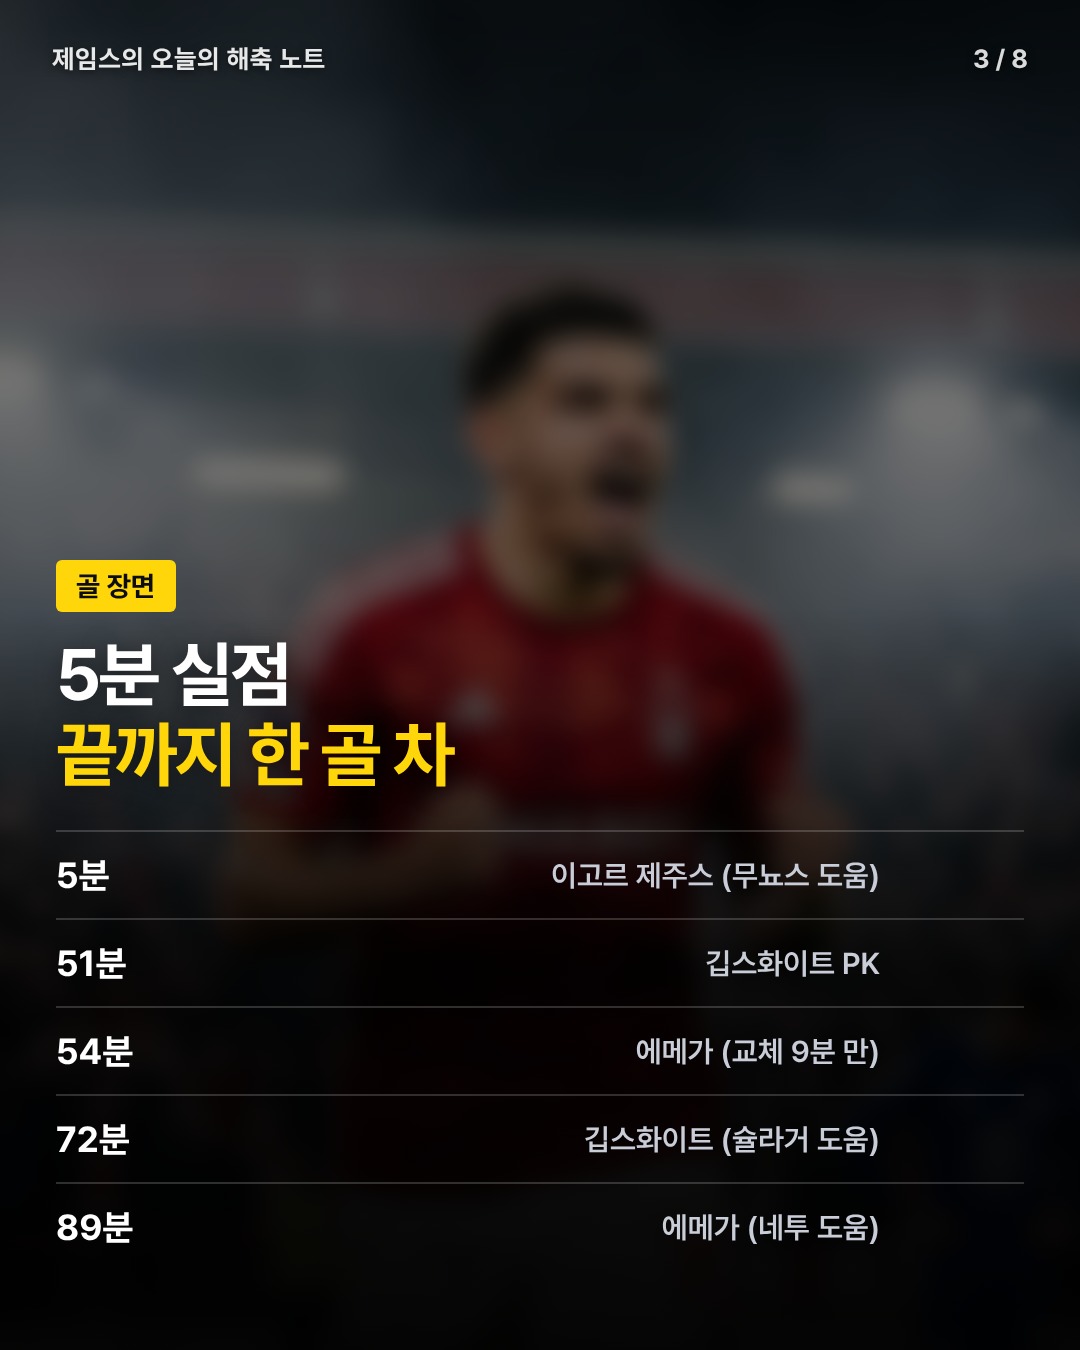 제임스의 오늘의 해축 노트
3 / 8
골 장면
5분 실점
끝까지 한 골 차
5분 이고르 제주스 (무뇨스 도움)
51분 깁스화이트 PK
54분 에메가 (교체 9분 만)
72분 깁스화이트 (슐라거 도움)
89분 에메가 (네투 도움)